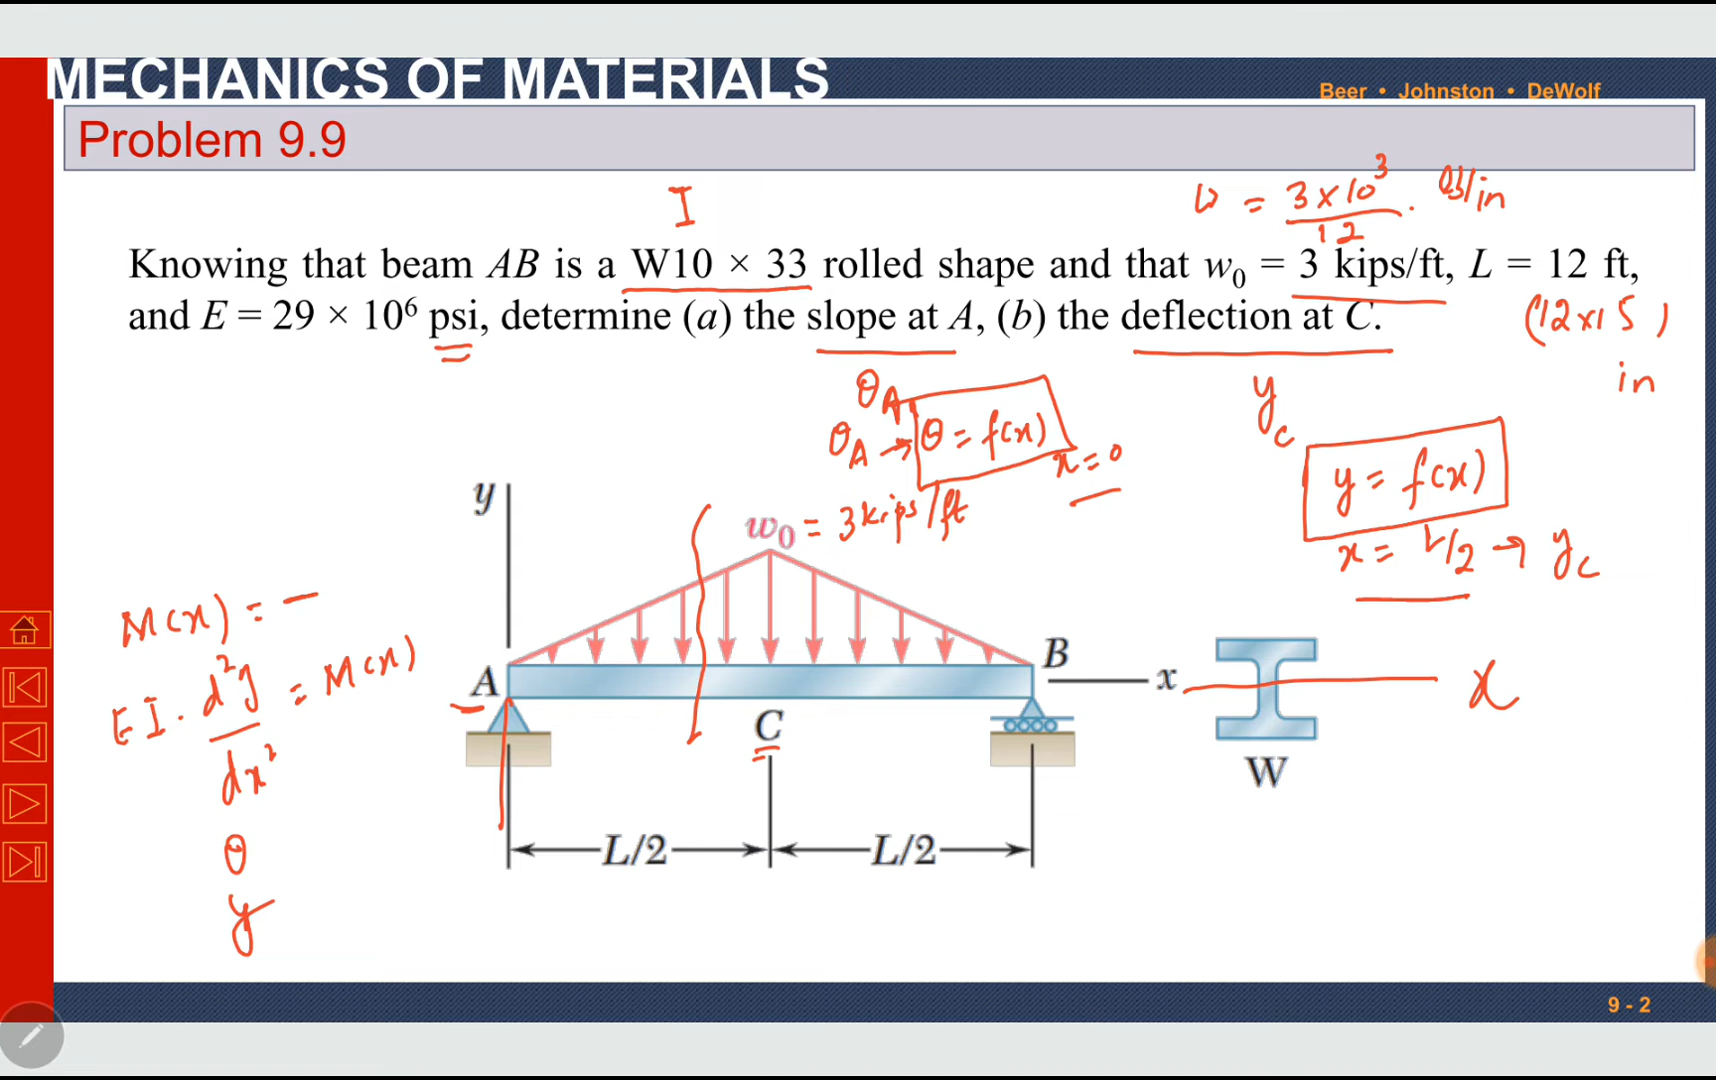 MECHANICS OF MATERIALS
Beer • Johnston • DeWolf
Problem 9.9
I
w = 3 x 10³ / 12 . lb/in
Knowing that beam AB is a W10 × 33 rolled shape and that w₀ = 3 kips/ft, L = 12 ft,
and E = 29 × 10⁶ psi, determine (a) the slope at A, (b) the deflection at C.
(12x15)
in
θA
θA → θ = f(x)
x = 0
yc
y = f(x)
x = L/2 → yc
y
w₀ = 3 kips/ft
M(x) = –
EI. d²y/dx² = M(x)
θ
y
A
B
x
x
C
W
L/2
L/2
9 - 2